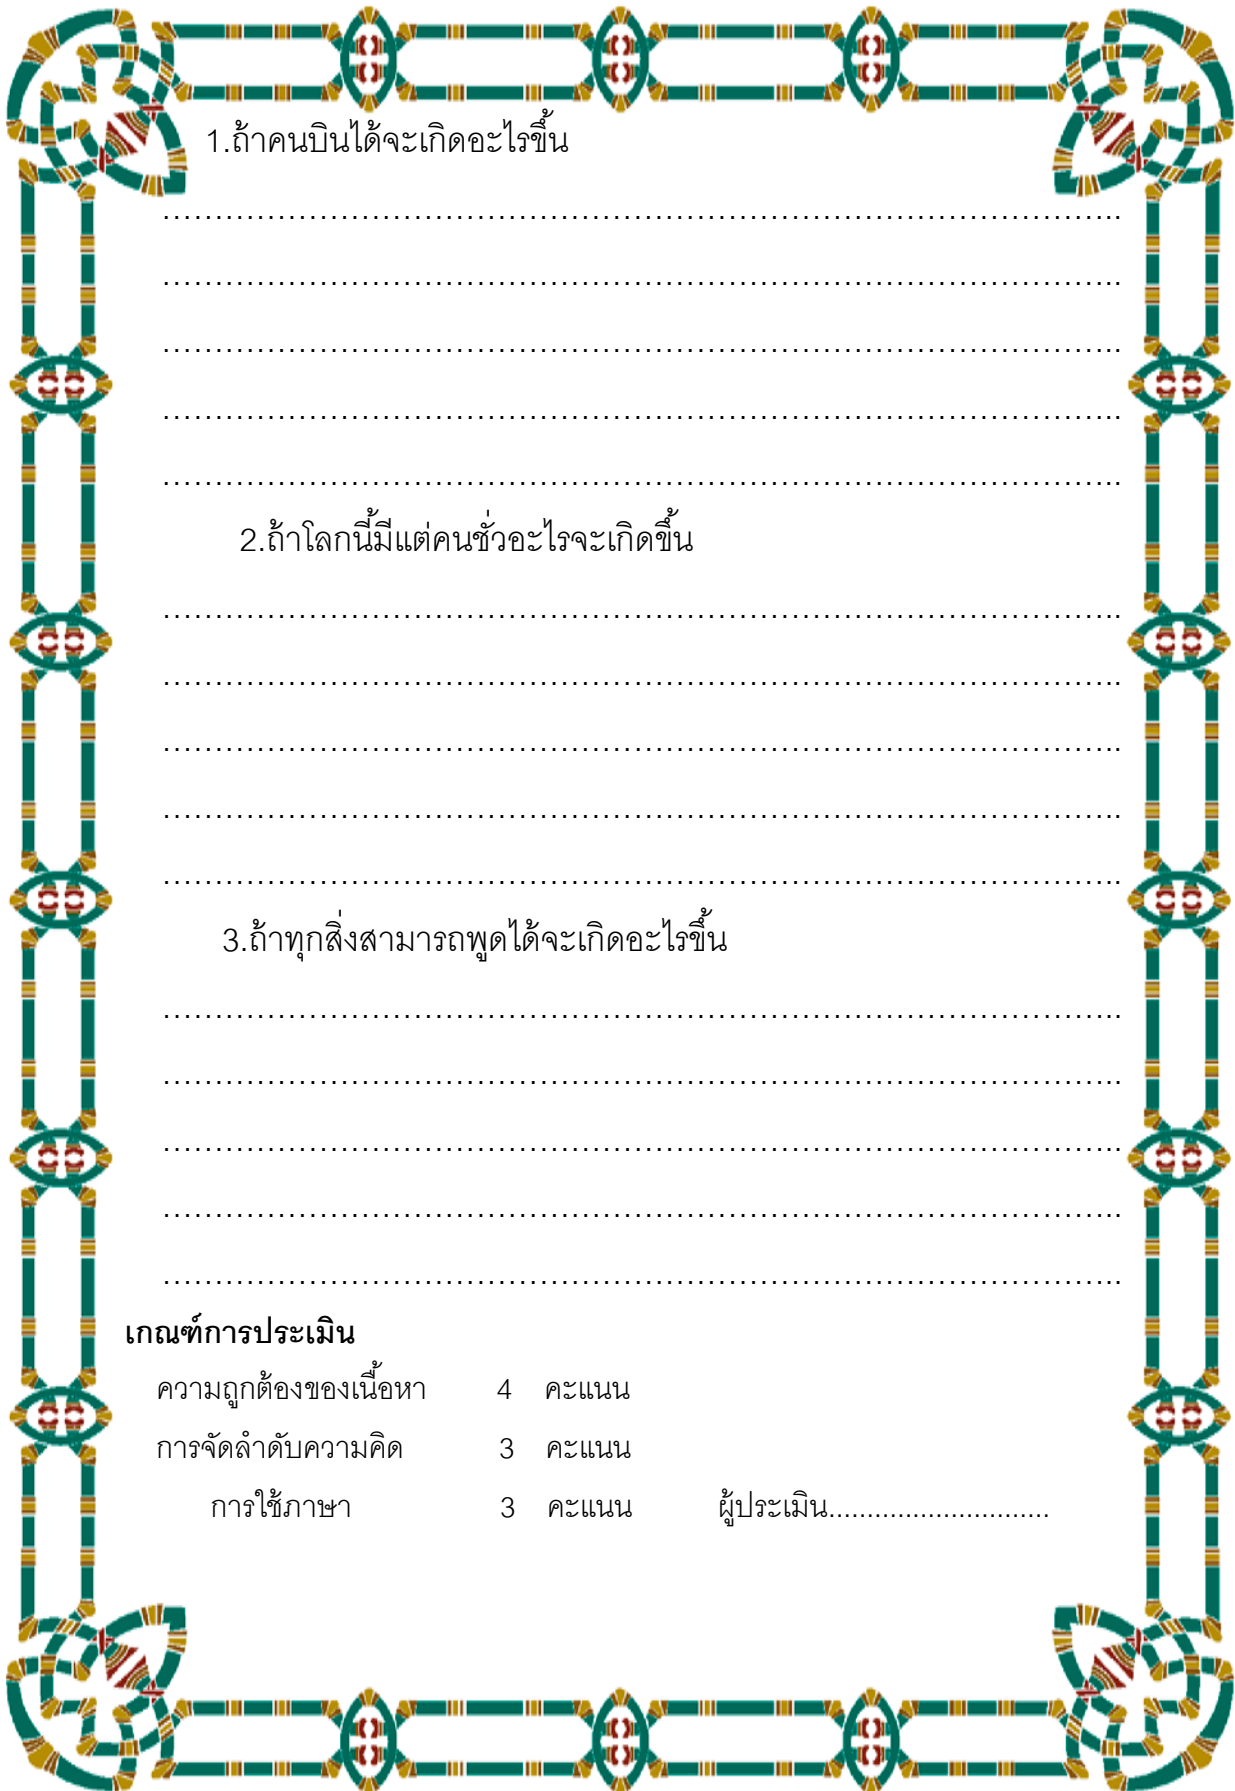 1.ถ้าคนบินได้จะเกิดอะไรขึ้น
……………………………………………………………………………………..
……………………………………………………………………………………..
……………………………………………………………………………………..
……………………………………………………………………………………..
……………………………………………………………………………………..
2.ถ้าโลกนี้มีแต่คนชั่วอะไรจะเกิดขึ้น
……………………………………………………………………………………..
……………………………………………………………………………………..
……………………………………………………………………………………..
……………………………………………………………………………………..
……………………………………………………………………………………..
3.ถ้าทุกสิ่งสามารถพูดได้จะเกิดอะไรขึ้น
……………………………………………………………………………………..
……………………………………………………………………………………..
……………………………………………………………………………………..
……………………………………………………………………………………..
……………………………………………………………………………………..
เกณฑ์การประเมิน
ความถูกต้องของเนื้อหา 4 คะแนน
การจัดลำดับความคิด 3 คะแนน
การใช้ภาษา 3 คะแนน ผู้ประเมิน............................